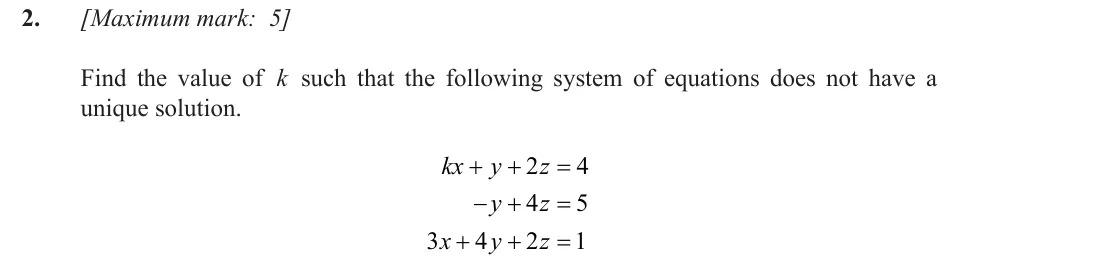 2. [Maximum mark: 5]
Find the value of k such that the following system of equations does not have a
unique solution.
kx + y + 2z = 4
−y + 4z = 5
3x + 4y + 2z = 1